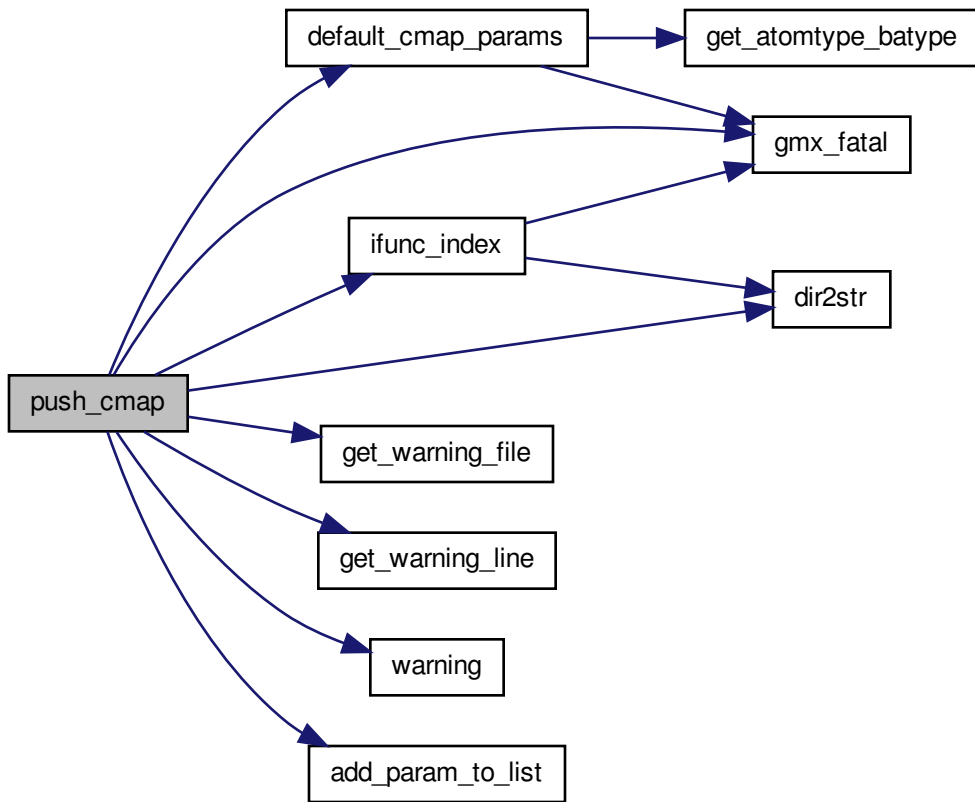 default_cmap_params
get_atomtype_batype
gmx_fatal
ifunc_index
dir2str
push_cmap
get_warning_file
get_warning_line
warning
add_param_to_list